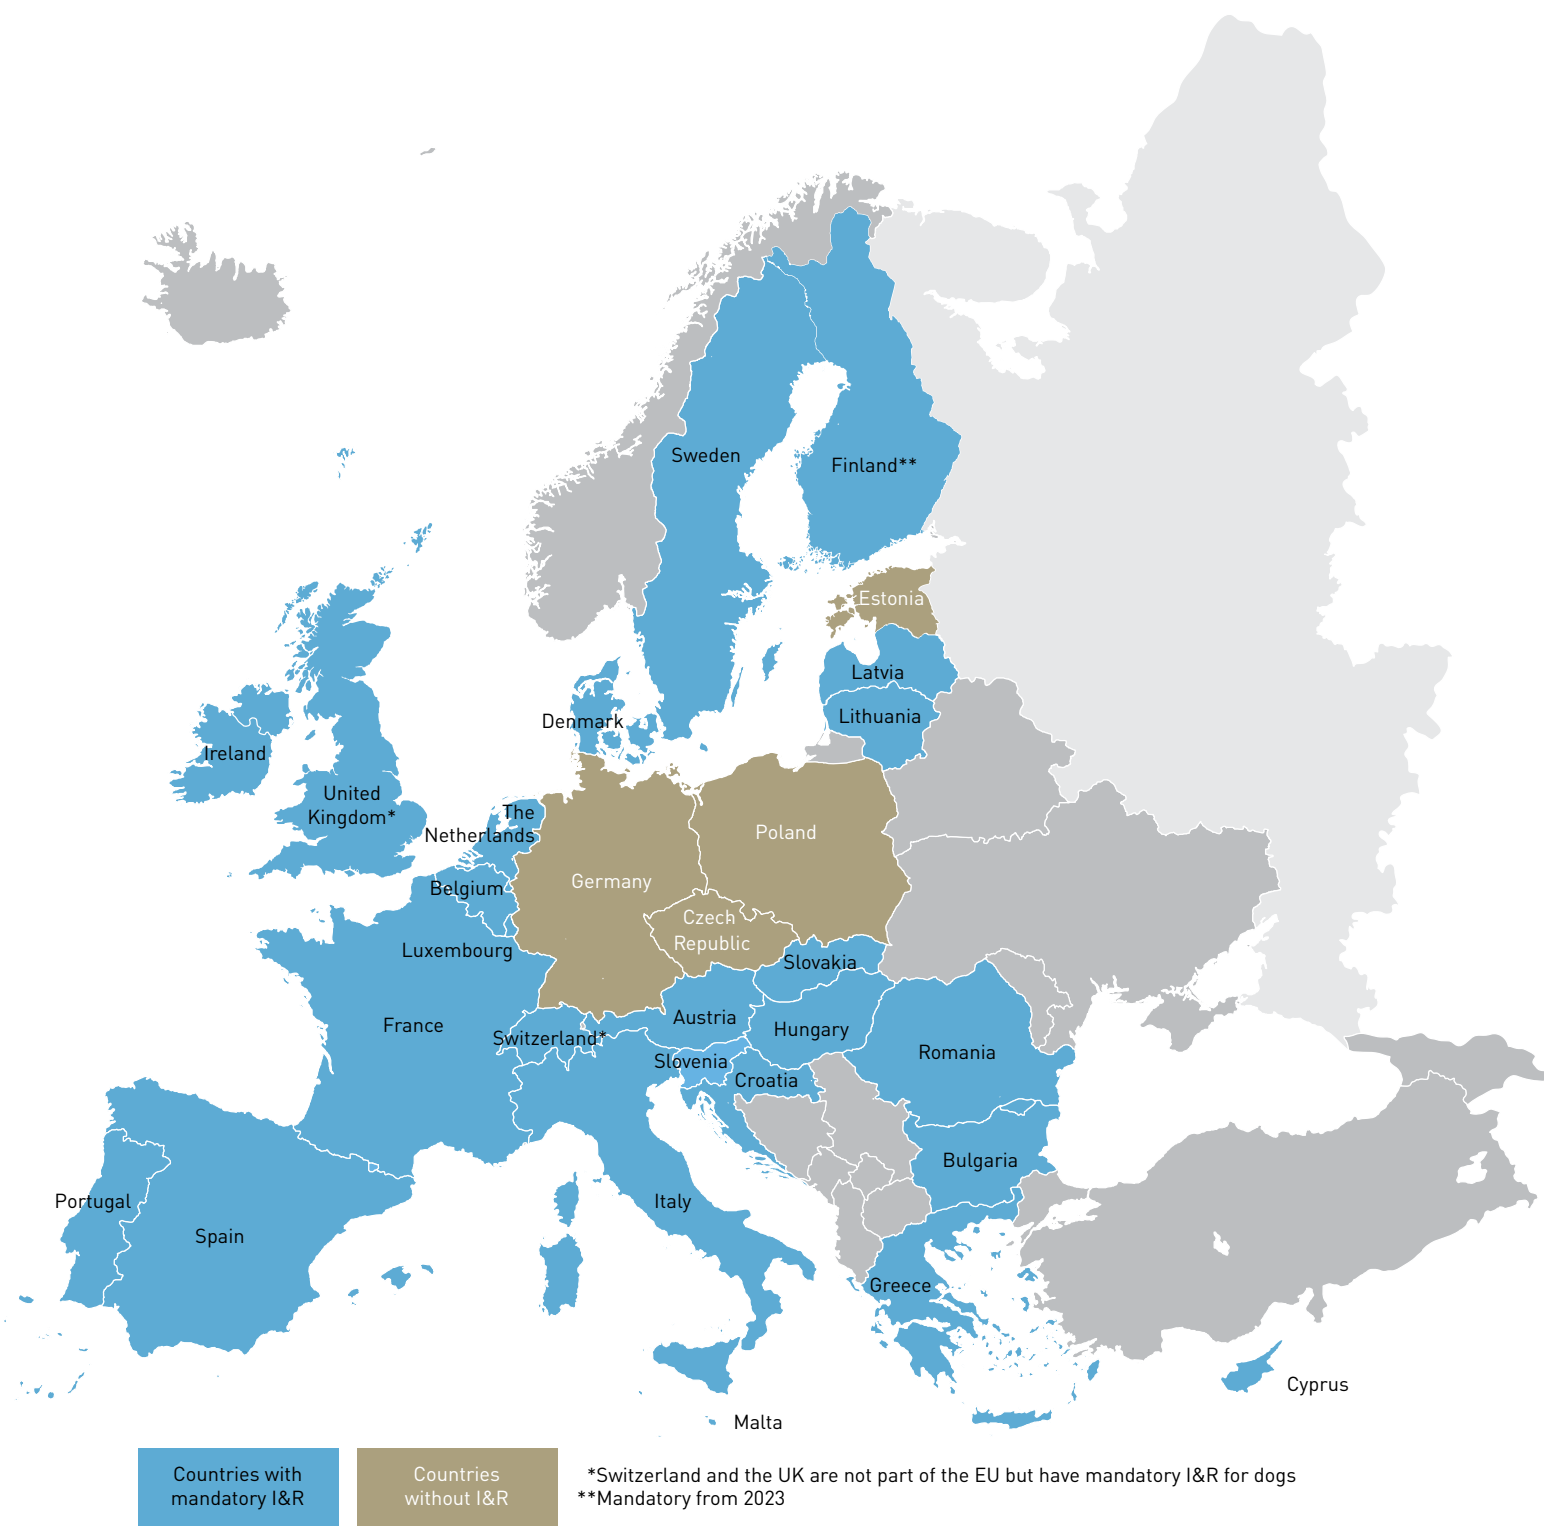 Sweden
Finland**
Estonia
Latvia
Lithuania
Denmark
Ireland
United
Kingdom*
The
Netherlands
Poland
Germany
Belgium
Czech
Republic
Luxembourg
Slovakia
France
Austria
Switzerland*
Hungary
Romania
Slovenia
Croatia
Bulgaria
Portugal
Italy
Spain
Greece
Cyprus
Malta
Countries with
mandatory I&R
Countries
without I&R
*Switzerland and the UK are not part of the EU but have mandatory I&R for dogs
**Mandatory from 2023